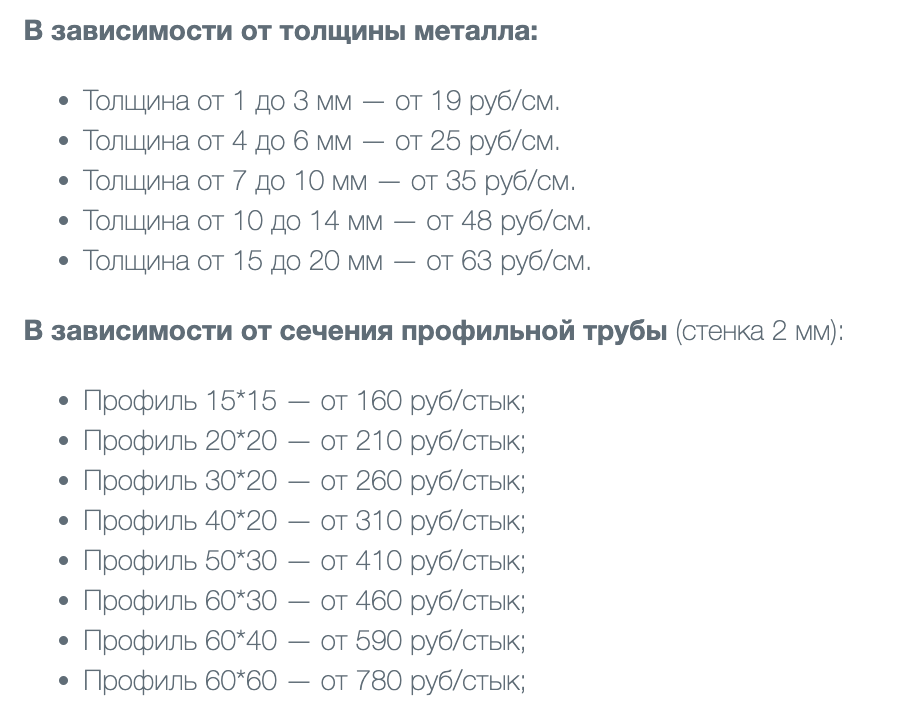 В зависимости от толщины металла:
• Толщина от 1 до 3 мм — от 19 руб/см.
• Толщина от 4 до 6 мм — от 25 руб/см.
• Толщина от 7 до 10 мм — от 35 руб/см.
• Толщина от 10 до 14 мм — от 48 руб/см.
• Толщина от 15 до 20 мм — от 63 руб/см.
В зависимости от сечения профильной трубы (стенка 2 мм):
• Профиль 15*15 — от 160 руб/стык;
• Профиль 20*20 — от 210 руб/стык;
• Профиль 30*20 — от 260 руб/стык;
• Профиль 40*20 — от 310 руб/стык;
• Профиль 50*30 — от 410 руб/стык;
• Профиль 60*30 — от 460 руб/стык;
• Профиль 60*40 — от 590 руб/стык;
• Профиль 60*60 — от 780 руб/стык;